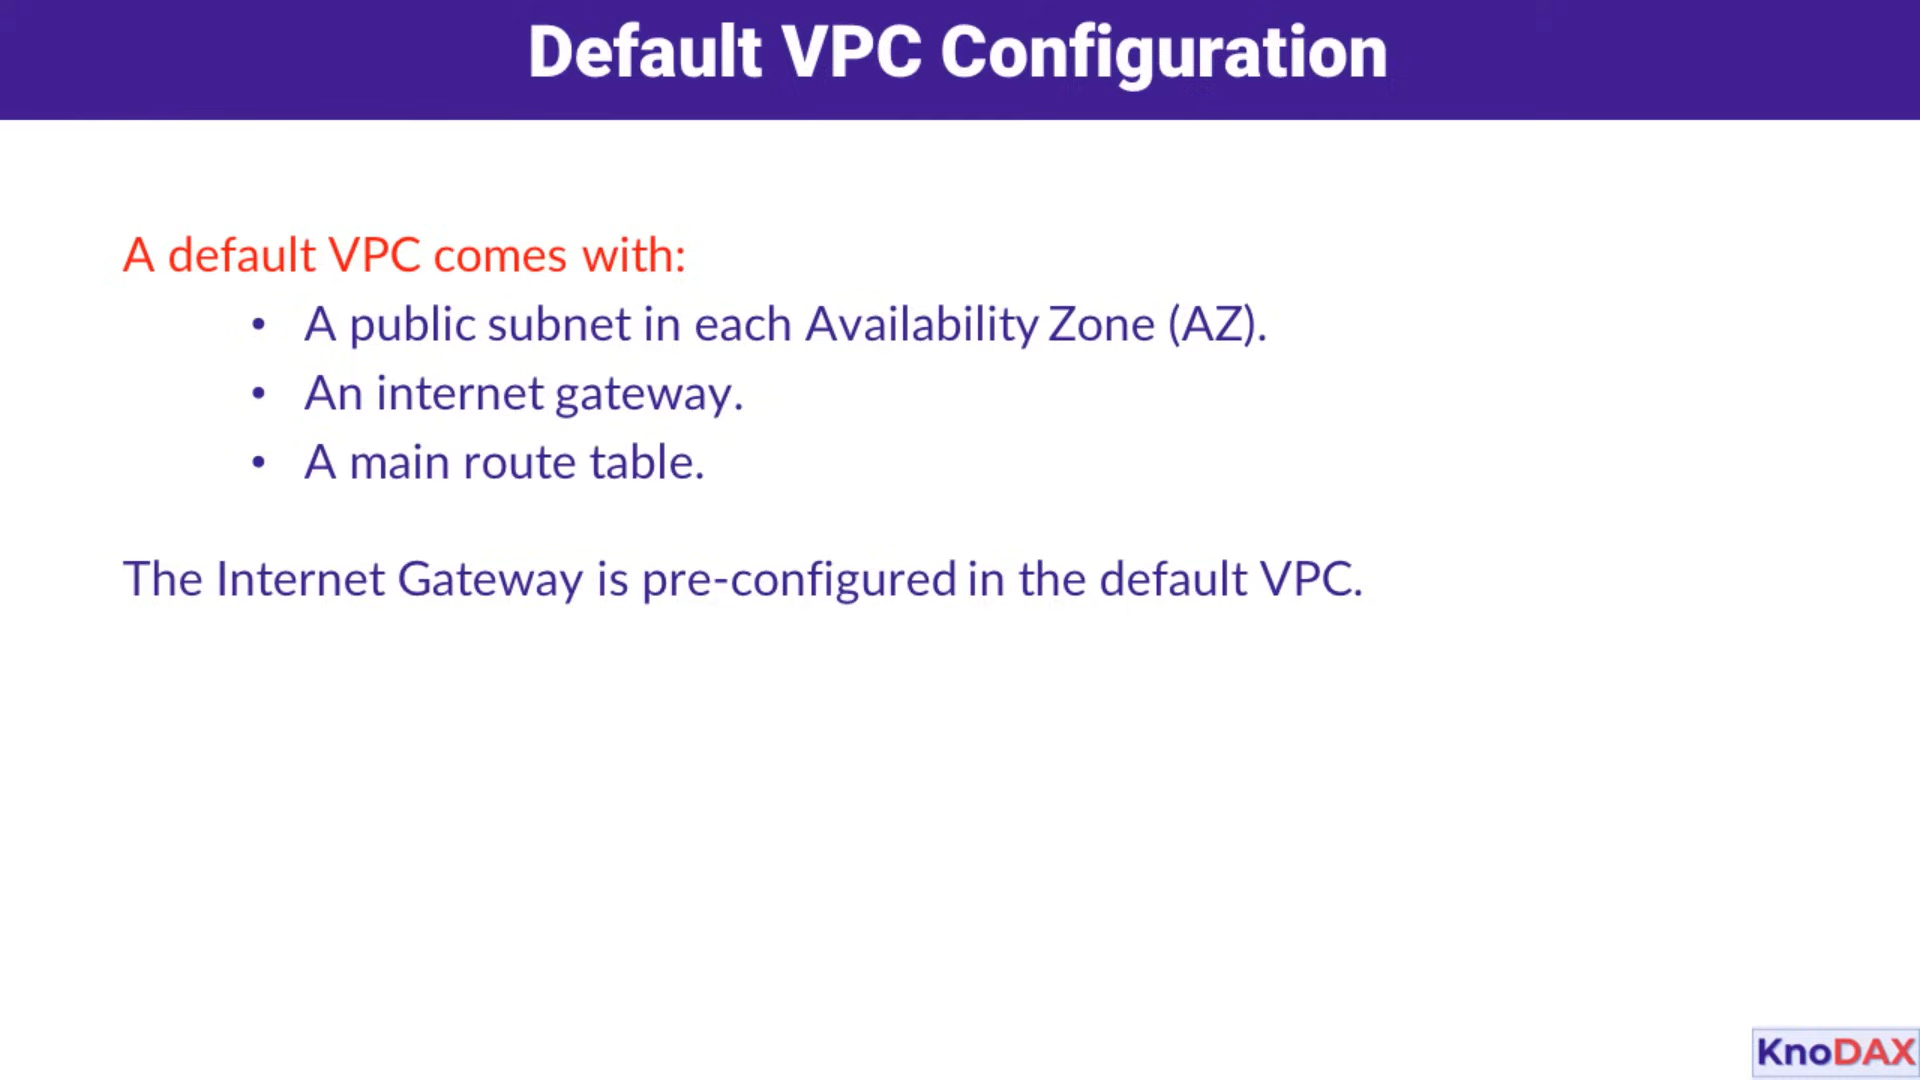 Default VPC Configuration
A default VPC comes with:
• A public subnet in each Availability Zone (AZ).
• An internet gateway.
• A main route table.
The Internet Gateway is pre-configured in the default VPC.
KnoDAX